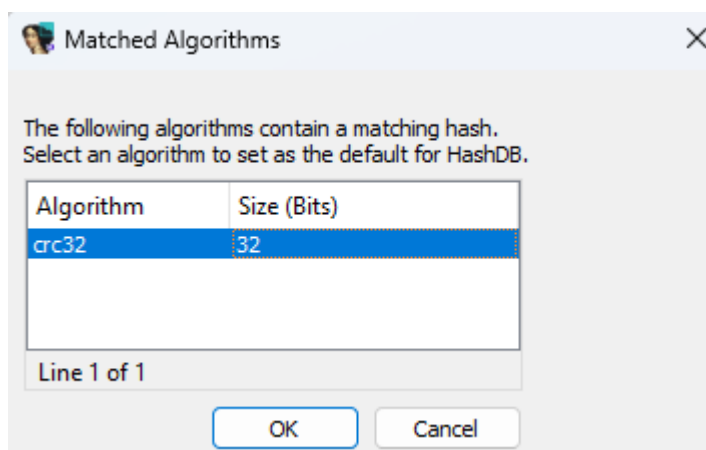 Matched Algorithms
The following algorithms contain a matching hash.
Select an algorithm to set as the default for HashDB.
Algorithm Size (Bits)
crc32 32
Line 1 of 1
OK Cancel